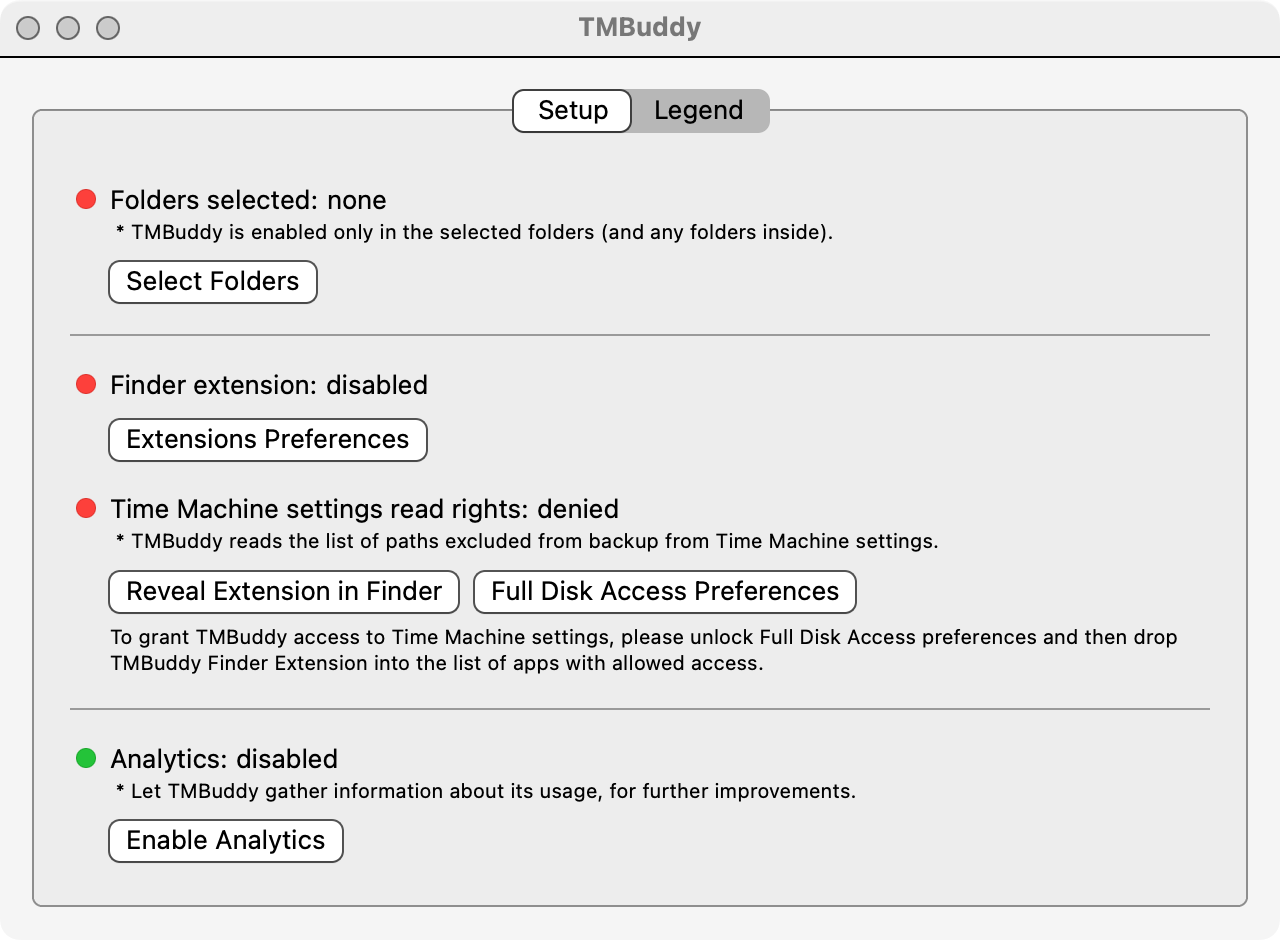 TMBuddy
Setup Legend
Folders selected: none
* TMBuddy is enabled only in the selected folders (and any folders inside).
Select Folders
Finder extension: disabled
Extensions Preferences
Time Machine settings read rights: denied
* TMBuddy reads the list of paths excluded from backup from Time Machine settings.
Reveal Extension in Finder Full Disk Access Preferences
To grant TMBuddy access to Time Machine settings, please unlock Full Disk Access preferences and then drop
TMBuddy Finder Extension into the list of apps with allowed access.
Analytics: disabled
* Let TMBuddy gather information about its usage, for further improvements.
Enable Analytics